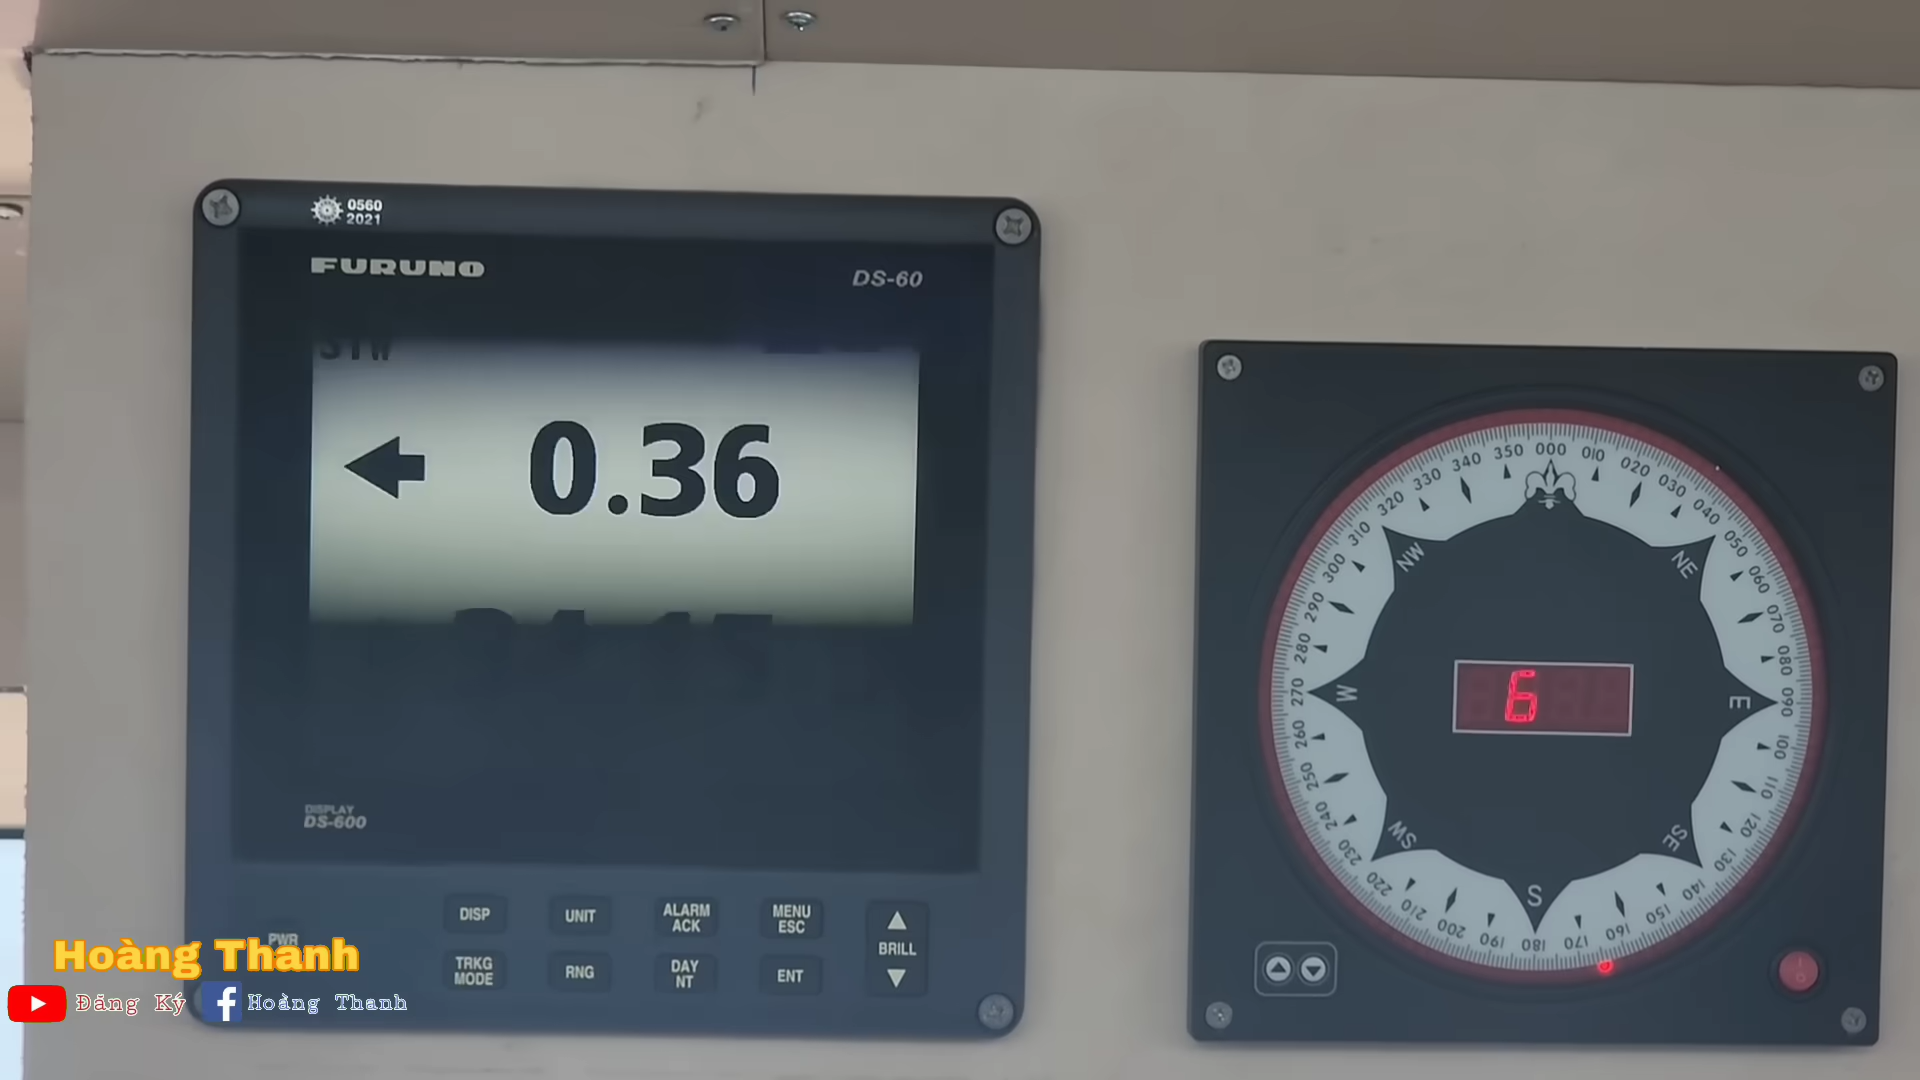 0560
2021
FURUNO
DS-60
STW
0.36
DISPLAY
DS-600
PWR
DISP
UNIT
ALARM ACK
MENU ESC
BRILL
TRKG MODE
RNG
DAY NT
ENT
000
010
020
030
040
050
060
070
080
090
100
110
120
130
140
150
160
170
180
190
200
210
220
230
240
250
260
270
280
290
300
310
320
330
340
350
NE
E
SE
S
SW
W
NW
6
Hoàng Thanh
Đăng Ký
f Hoàng Thanh